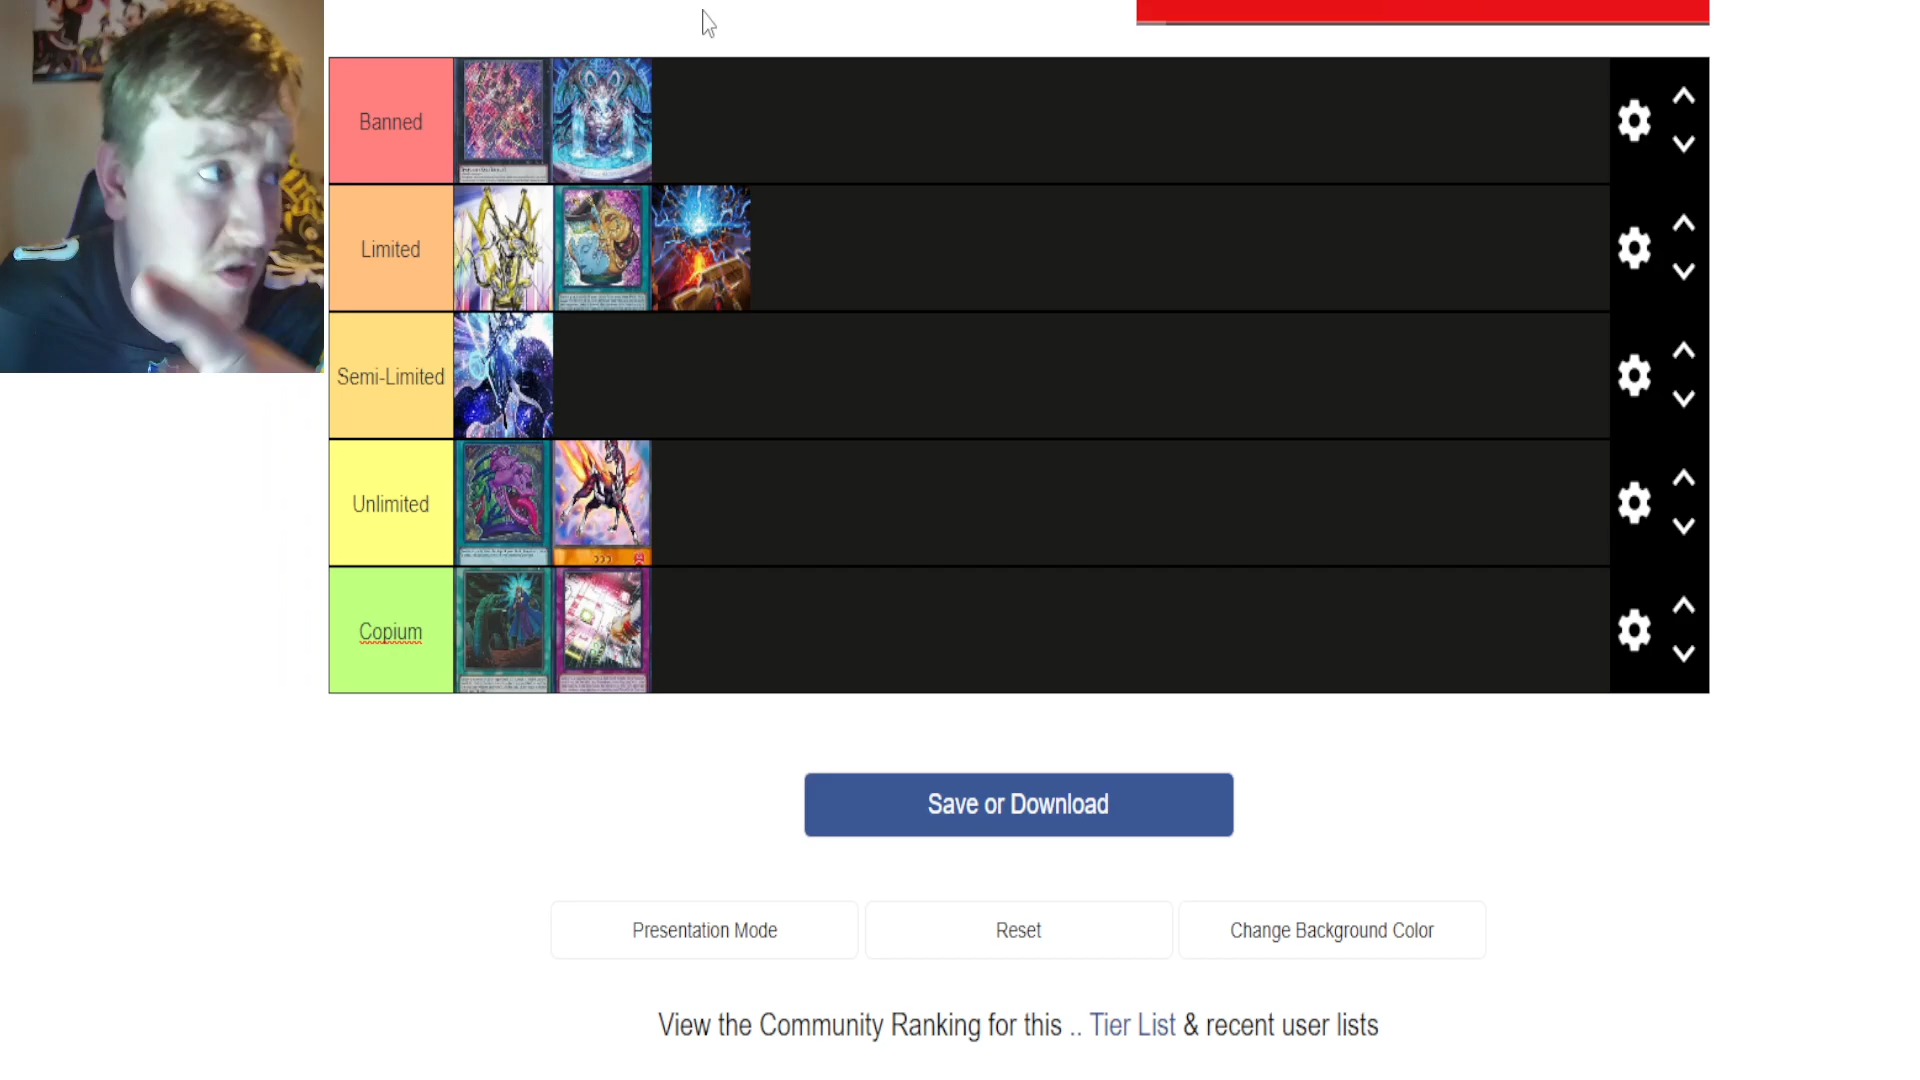 Banned
Limited
Semi-Limited
Unlimited
Copium
Save or Download
Presentation Mode
Reset
Change Background Color
View the Community Ranking for this .. Tier List & recent user lists